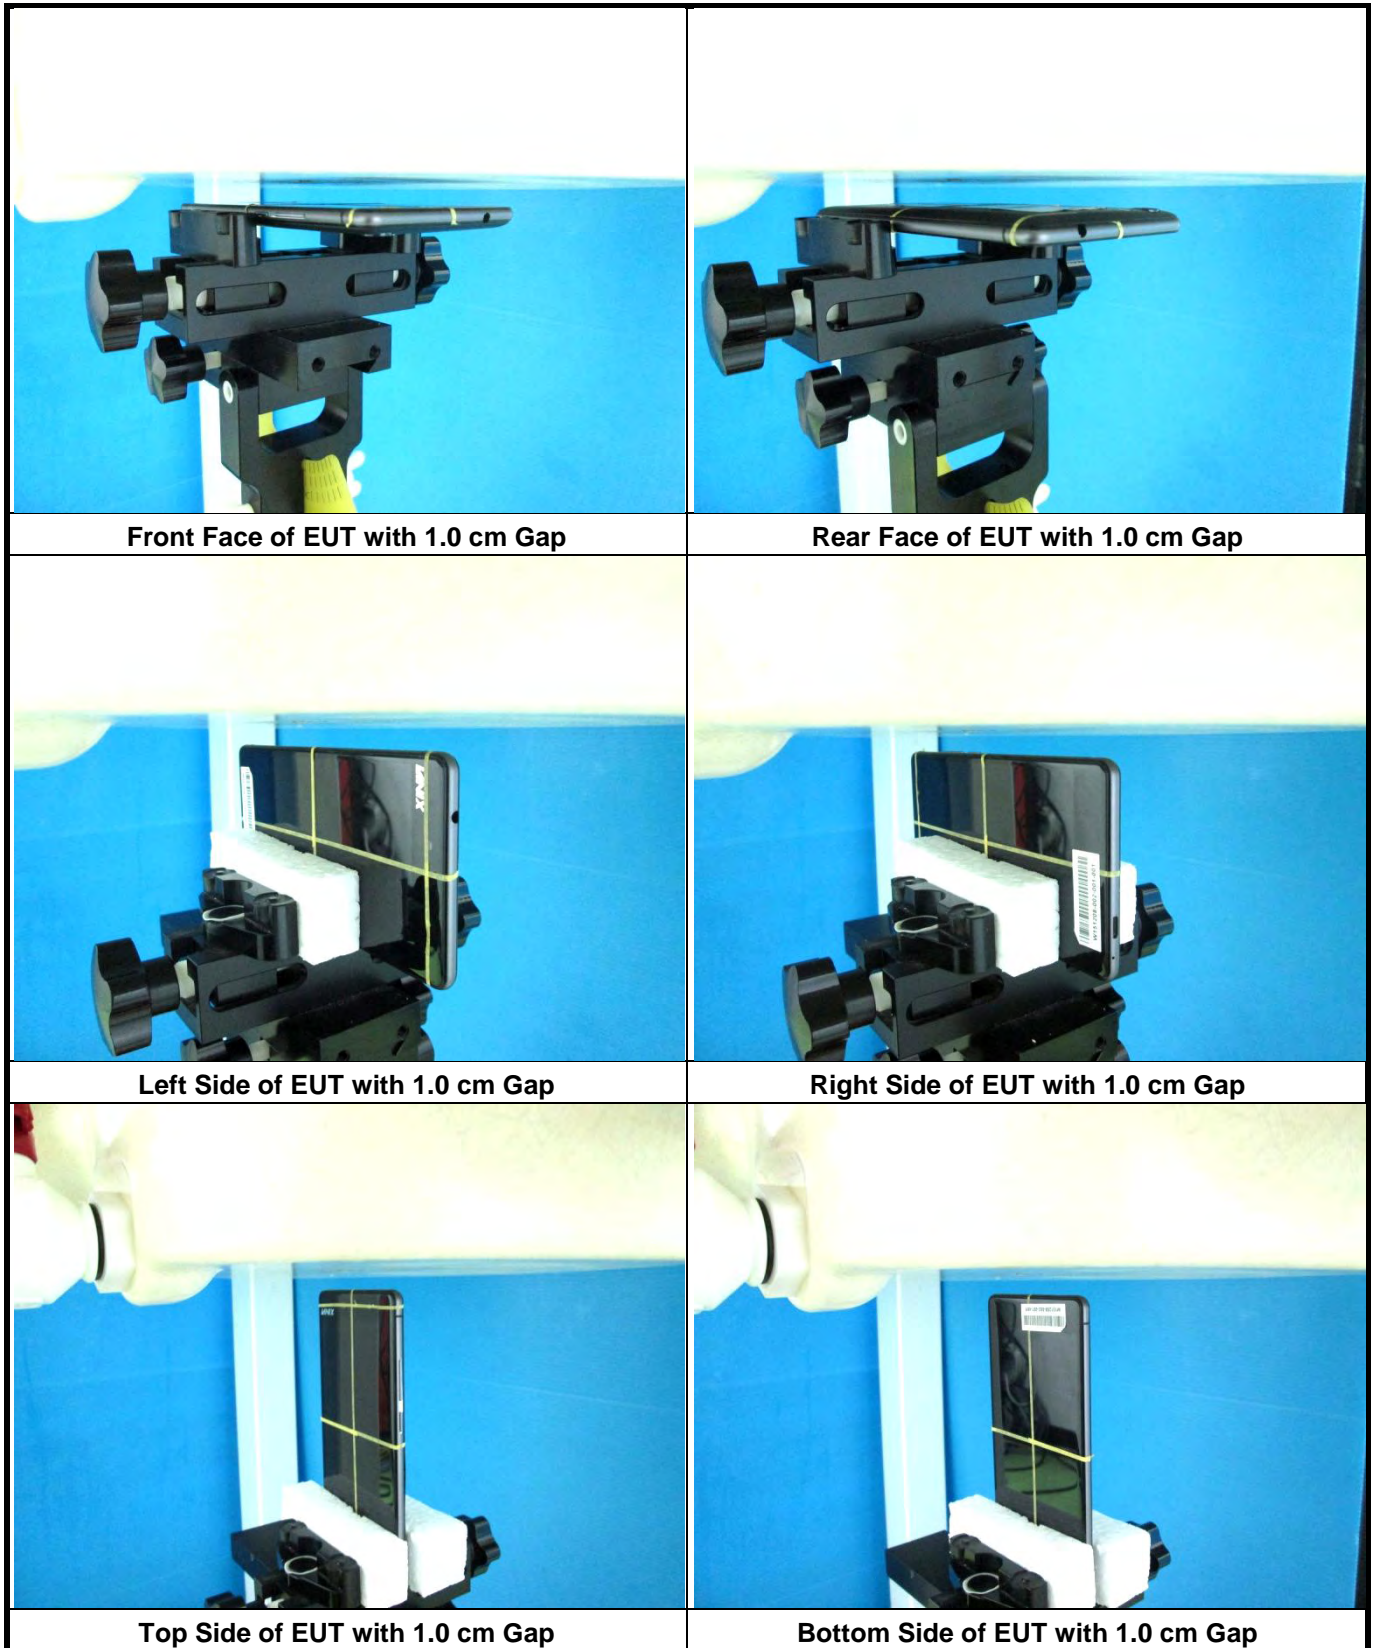 Front Face of EUT with 1.0 cm Gap
Rear Face of EUT with 1.0 cm Gap
LANIX
Left Side of EUT with 1.0 cm Gap
Right Side of EUT with 1.0 cm Gap
LANIX
Top Side of EUT with 1.0 cm Gap
Bottom Side of EUT with 1.0 cm Gap